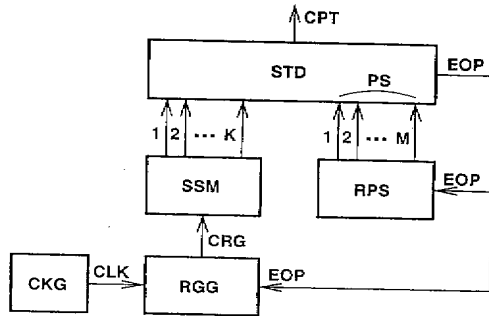 CPT
STD
EOP
PS
1 2 ••• K
1 2 ••• M
SSM
RPS
EOP
CRG
CKG
CLK
RGG
EOP